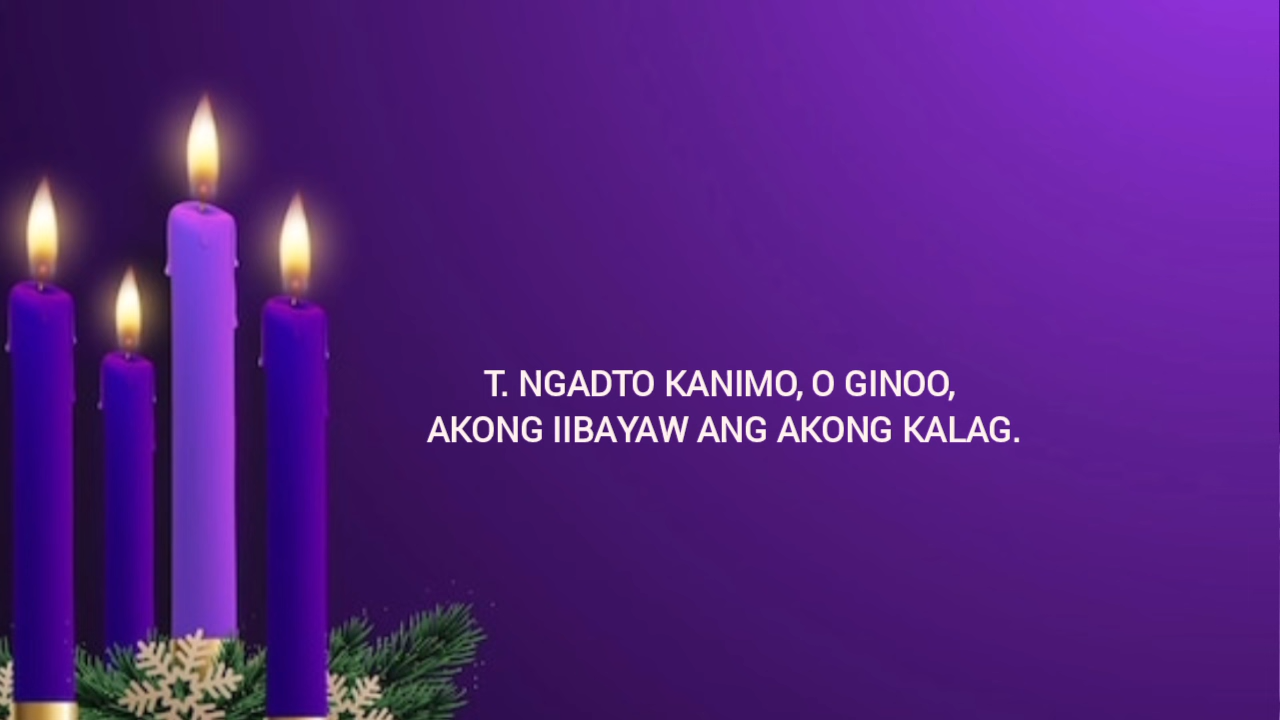 T. NGADTO KANIMO, O GINOO,
AKONG IIBAYAW ANG AKONG KALAG.